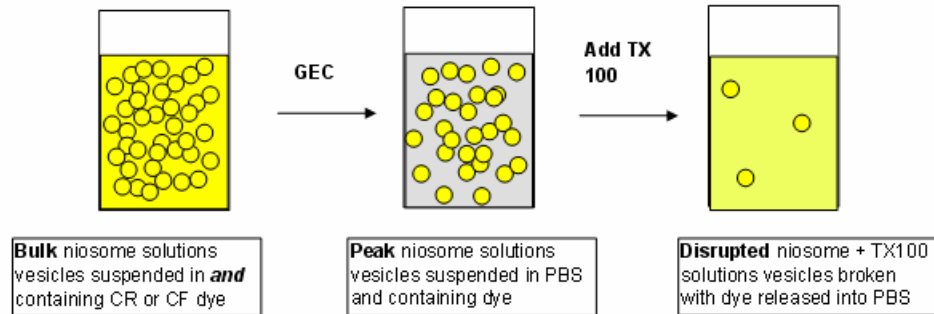 GEC
Add TX
100
Bulk niosome solutions
vesicles suspended in and
containing CR or CF dye
Peak niosome solutions
vesicles suspended in PBS
and containing dye
Disrupted niosome + TX100
solutions vesicles broken
with dye released into PBS